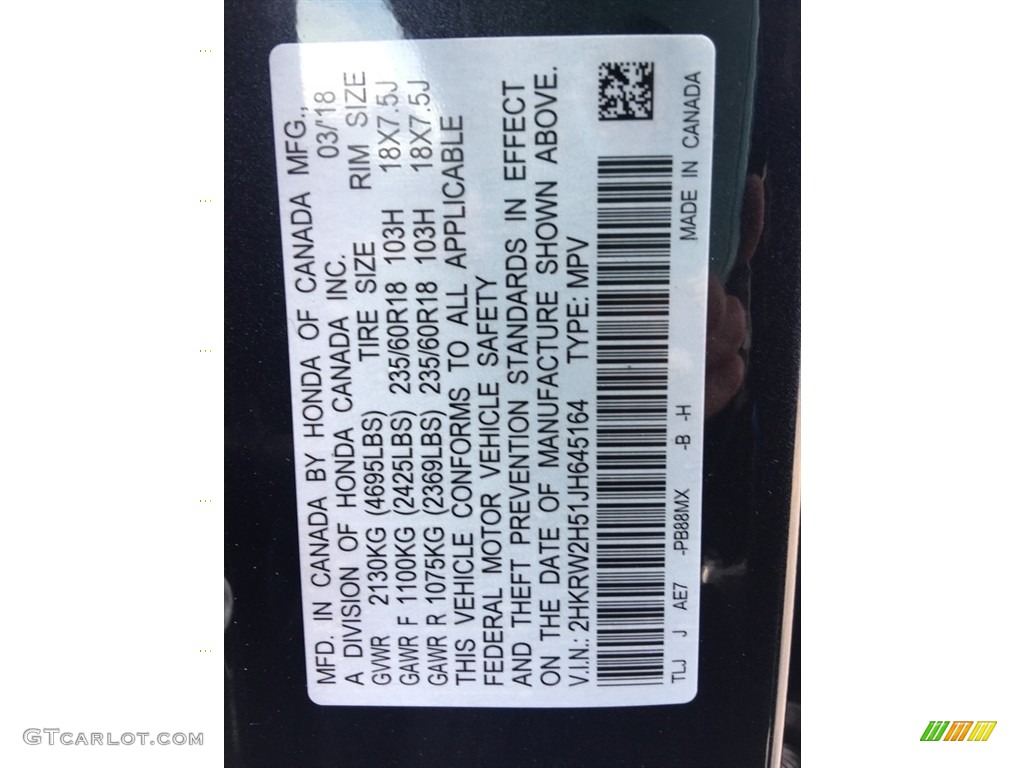 MFD. IN CANADA BY HONDA OF CANADA MFG.,
A DIVISION OF HONDA CANADA INC. 03/18
TIRE SIZE RIM SIZE
GVWR 2130KG (4695LBS)
GAWR F 1100KG (2425LBS) 235/60R18 103H 18X7.5J
GAWR R 1075KG (2369LBS) 235/60R18 103H 18X7.5J
THIS VEHICLE CONFORMS TO ALL APPLICABLE
FEDERAL MOTOR VEHICLE SAFETY
AND THEFT PREVENTION STANDARDS IN EFFECT
ON THE DATE OF MANUFACTURE SHOWN ABOVE.
V.I.N.: 2HKRW2H51JH645164 TYPE: MPV
TLJ J AE7 -PB88MX -B -H MADE IN CANADA
GTCARLOT.COM